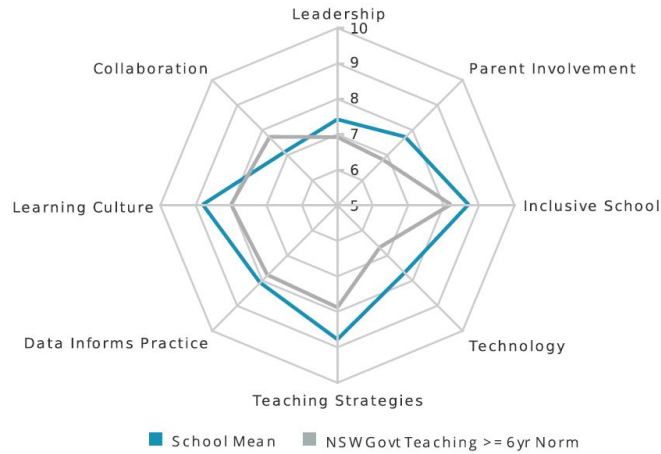 Leadership
10
Collaboration
9
Parent Involvement
8
7
6
Learning Culture
5
Inclusive School
Data Informs Practice
Technology
Teaching Strategies
School Mean
NSW Govt Teaching >= 6yr Norm